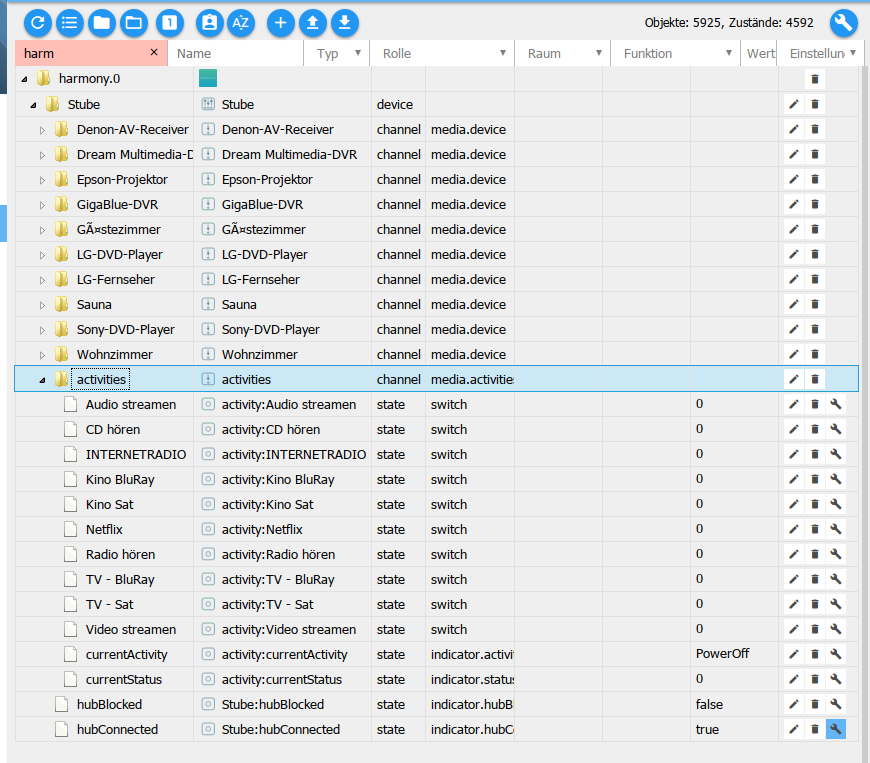 1 AZ Objekte: 5925, Zustände: 4592
harm × Name Typ Rolle Raum Funktion Wert Einstellun
harmony.0
Stube Stube device
Denon-AV-Receiver Denon-AV-Receiver channel media.device
Dream Multimedia-D Dream Multimedia-DVR channel media.device
Epson-Projektor Epson-Projektor channel media.device
GigaBlue-DVR GigaBlue-DVR channel media.device
GÃ¤stezimmer GÃ¤stezimmer channel media.device
LG-DVD-Player LG-DVD-Player channel media.device
LG-Fernseher LG-Fernseher channel media.device
Sauna Sauna channel media.device
Sony-DVD-Player Sony-DVD-Player channel media.device
Wohnzimmer Wohnzimmer channel media.device
activities activities channel media.activitie
Audio streamen activity:Audio streamen state switch 0
CD hören activity:CD hören state switch 0
INTERNETRADIO activity:INTERNETRADIO state switch 0
Kino BluRay activity:Kino BluRay state switch 0
Kino Sat activity:Kino Sat state switch 0
Netflix activity:Netflix state switch 0
Radio hören activity:Radio hören state switch 0
TV - BluRay activity:TV - BluRay state switch 0
TV - Sat activity:TV - Sat state switch 0
Video streamen activity:Video streamen state switch 0
currentActivity activity:currentActivity state indicator.activi PowerOff
currentStatus activity:currentStatus state indicator.status 0
hubBlocked Stube:hubBlocked state indicator.hubB false
hubConnected Stube:hubConnected state indicator.hubC true